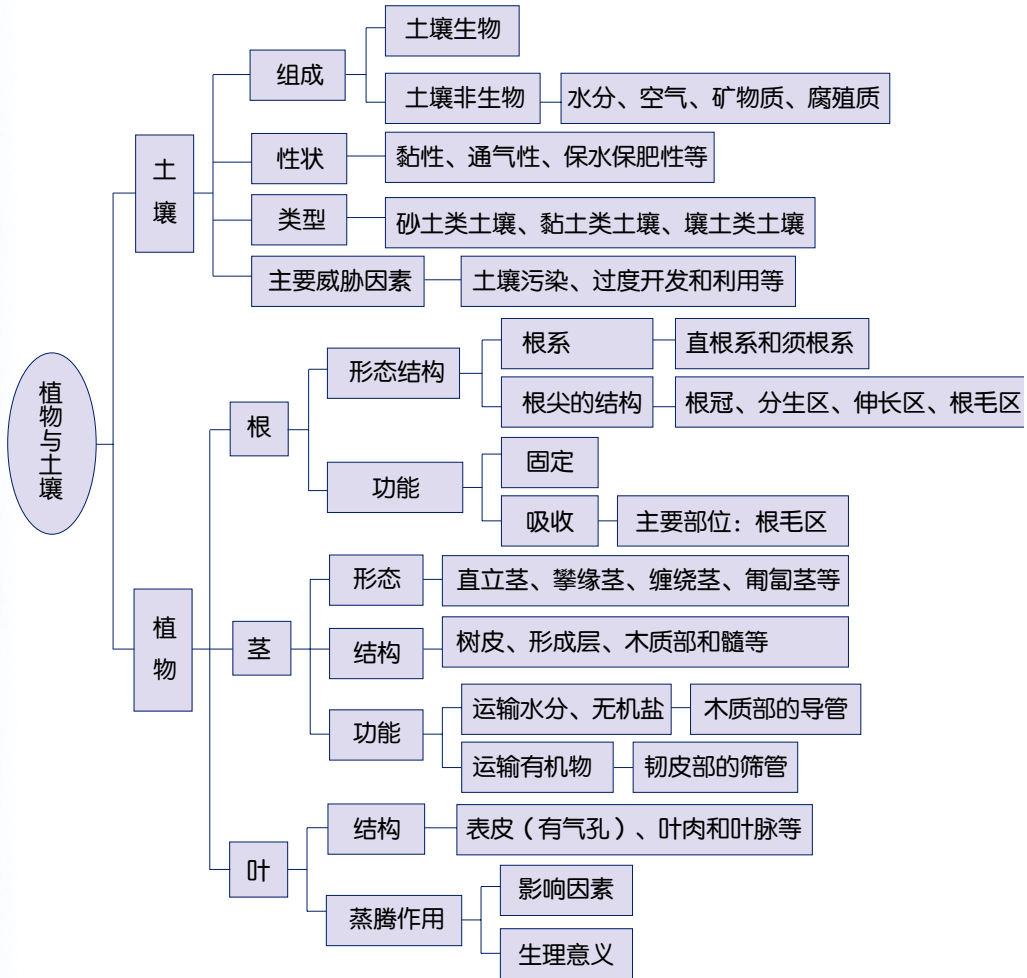 植物与土壤
土壤
组成
土壤生物
土壤非生物
水分、空气、矿物质、腐殖质
性状
黏性、通气性、保水保肥性等
类型
砂土类土壤、黏土类土壤、壤土类土壤
主要威胁因素
土壤污染、过度开发和利用等
植物
根
形态结构
根系
直根系和须根系
根尖的结构
根冠、分生区、伸长区、根毛区
功能
固定
吸收
主要部位：根毛区
茎
形态
直立茎、攀缘茎、缠绕茎、匍匐茎等
结构
树皮、形成层、木质部和髓等
功能
运输水分、无机盐
木质部的导管
运输有机物
韧皮部的筛管
叶
结构
表皮（有气孔）、叶肉和叶脉等
蒸腾作用
影响因素
生理意义